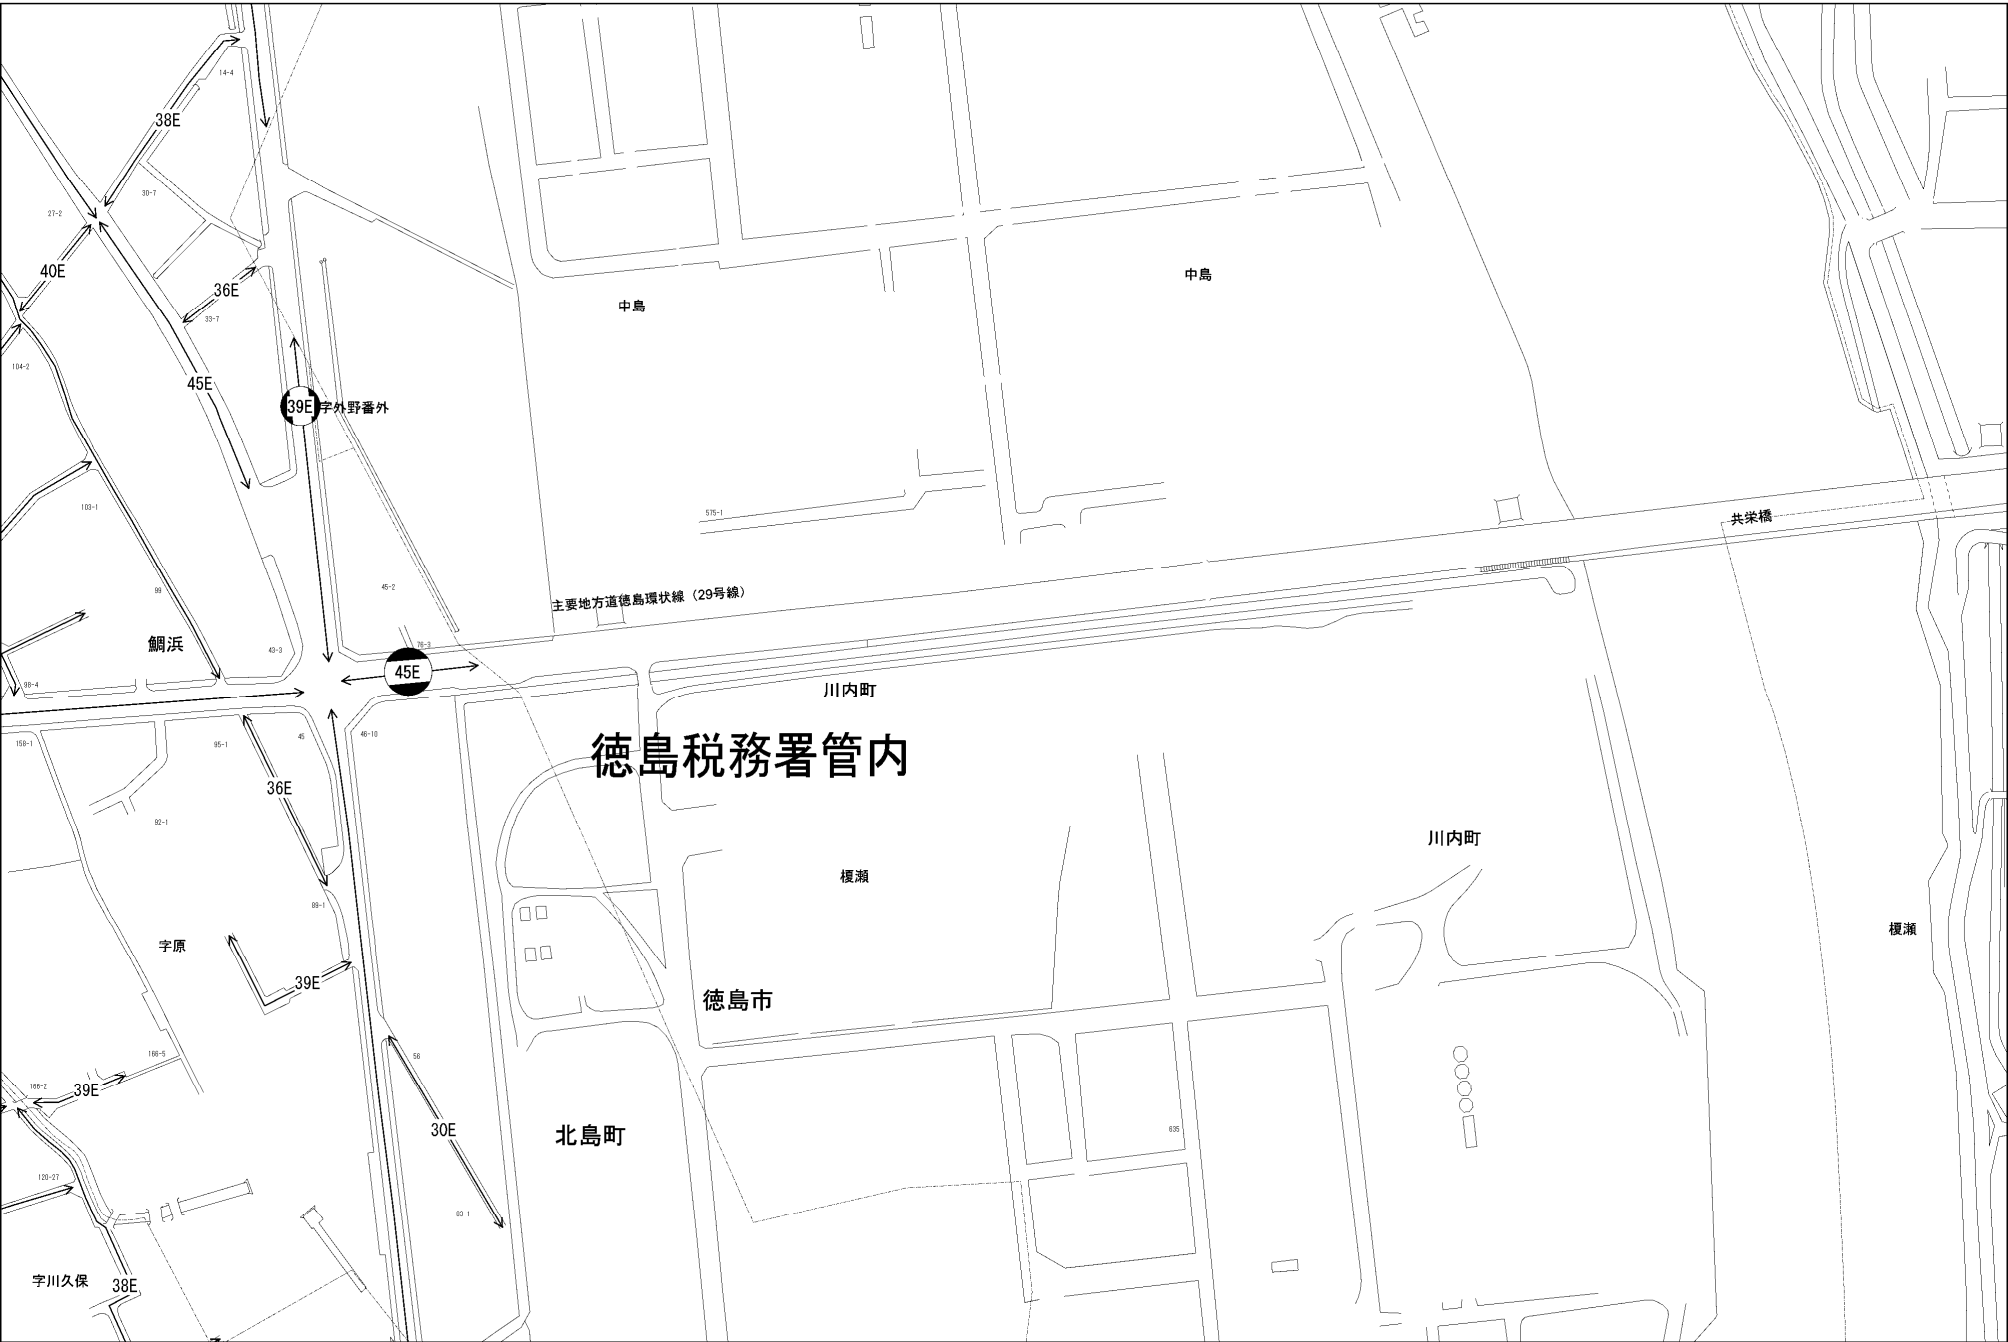 14-4
38E
30-7
27-2
40E
36E
33-7
中島
中島
104-2
45E
39E
字外野番外
103-1
575-1
共栄橋
99
45-2
主要地方道徳島環状線（29号線）
鯛浜
43-3
76-3
45E
98-4
川内町
158-1
95-1
45
46-10
徳島税務署管内
36E
92-1
川内町
榎瀬
89-1
字原
榎瀬
39E
徳島市
56
166-5
166-2
39E
30E
北島町
635
120-27
字川久保
38E